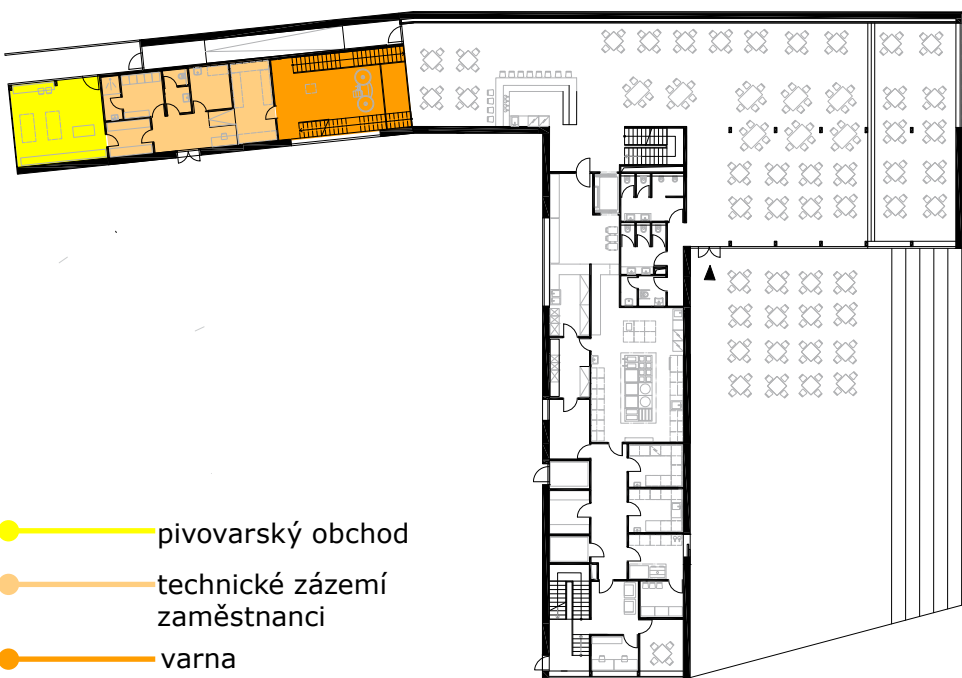 pivovarský obchod
technické zázemí
zaměstnanci
varna